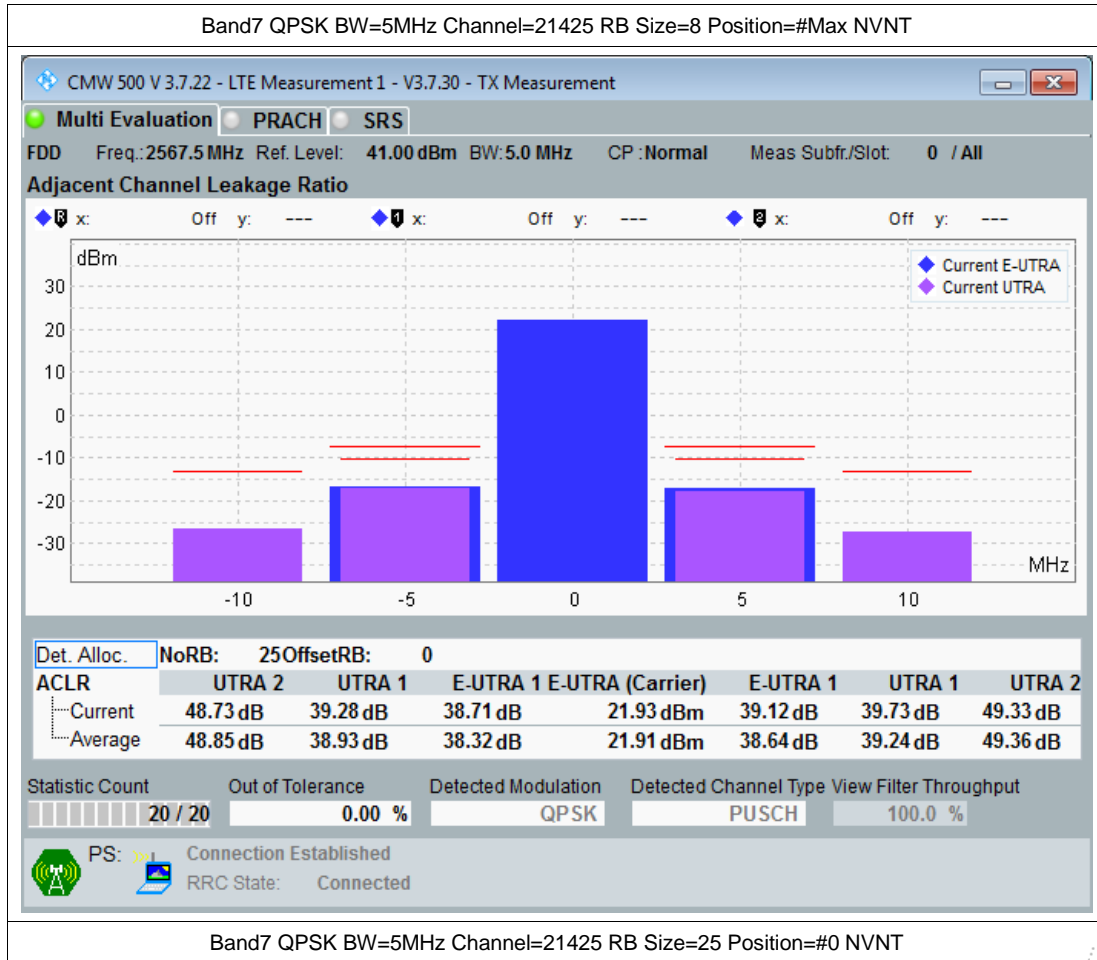 Band7 QPSK BW=5MHz Channel=21425 RB Size=8 Position=#Max NVNT
CMW 500 V 3.7.22 - LTE Measurement 1 - V3.7.30 - TX Measurement
Multi Evaluation PRACH SRS
FDD Freq.:2567.5 MHz Ref. Level: 41.00 dBm BW:5.0 MHz CP :Normal Meas Subfr./Slot: 0 / All
Adjacent Channel Leakage Ratio
R x: Off y: --- 1 x: Off y: --- 2 x: Off y: ---
dBm
Current E-UTRA
Current UTRA
30
20
10
0
-10
-20
-30
MHz
-10 -5 0 5 10
Det. Alloc. NoRB: 25 OffsetRB: 0
ACLR UTRA 2 UTRA 1 E-UTRA 1 E-UTRA (Carrier) E-UTRA 1 UTRA 1 UTRA 2
Current 48.73 dB 39.28 dB 38.71 dB 21.93 dBm 39.12 dB 39.73 dB 49.33 dB
Average 48.85 dB 38.93 dB 38.32 dB 21.91 dBm 38.64 dB 39.24 dB 49.36 dB
Statistic Count Out of Tolerance Detected Modulation Detected Channel Type View Filter Throughput
20 / 20 0.00 % QPSK PUSCH 100.0 %
PS: Connection Established
RRC State: Connected
Band7 QPSK BW=5MHz Channel=21425 RB Size=25 Position=#0 NVNT